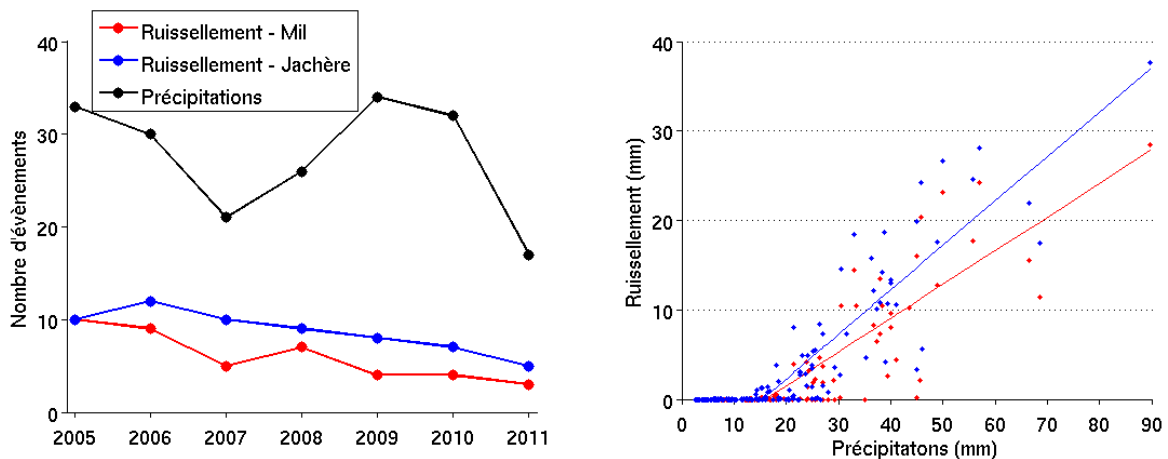 Ruissellement - Mil
Ruissellement - Jachère
Précipitations
Nombre d'évènements
40
30
20
10
0
2005 2006 2007 2008 2009 2010 2011
Ruissellement (mm)
40
30
20
10
0
0 10 20 30 40 50 60 70 80 90
Précipitatons (mm)